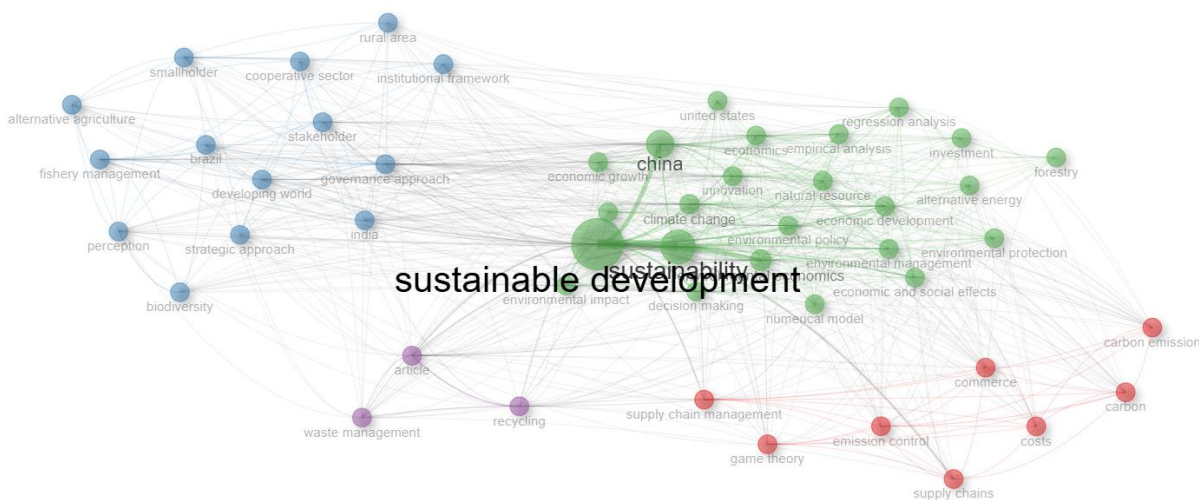 rural area
smallholder
cooperative sector
institutional framework
alternative agriculture
stakeholder
brazil
fishery management
governance approach
developing world
india
perception
strategic approach
biodiversity
united states
regression analysis
economics
empirical analysis
china
investment
economic growth
forestry
innovation
natural resource
alternative energy
climate change
economic development
environmental policy
environmental protection
sustainability
economics
environmental management
sustainable development
economic and social effects
environmental impact
decision making
numerical model
carbon emission
article
commerce
carbon
waste management
recycling
supply chain management
emission control
costs
game theory
supply chains